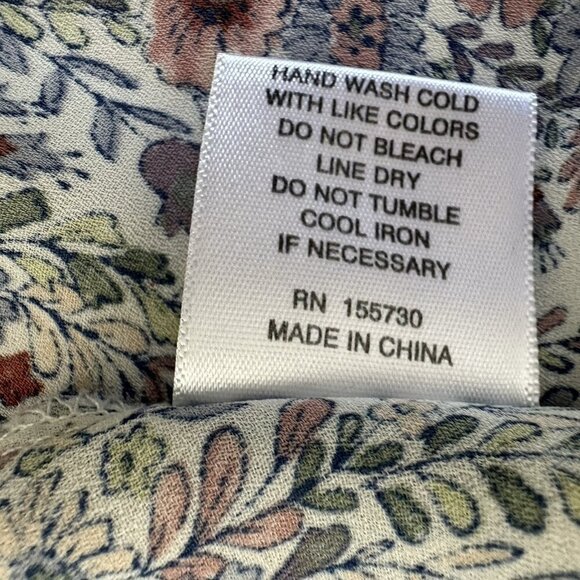 HAND WASH COLD
WITH LIKE COLORS
DO NOT BLEACH
LINE DRY
DO NOT TUMBLE
COOL IRON
IF NECESSARY
RN 155730
MADE IN CHINA